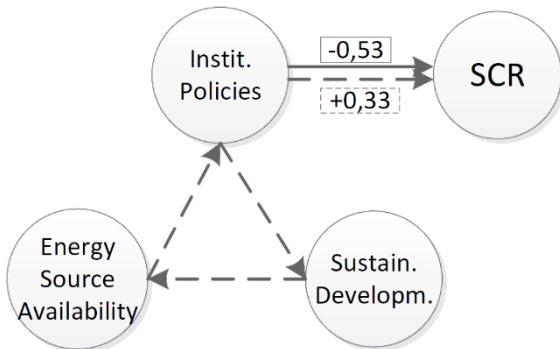 Instit.
Policies
-0,53
+0,33
SCR
Energy
Source
Availability
Sustain.
Developm.